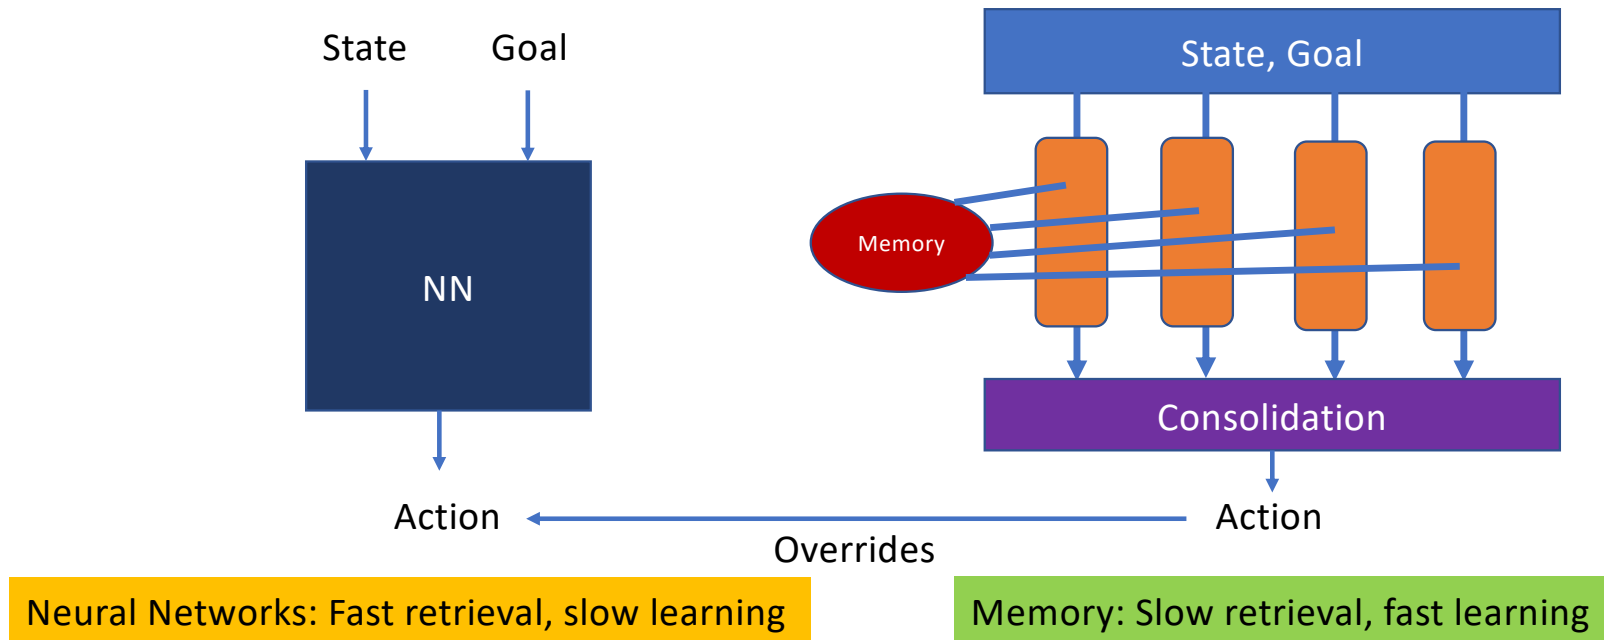 State
Goal
NN
Action
State, Goal
Memory
Consolidation
Action
Overrides
Neural Networks: Fast retrieval, slow learning
Memory: Slow retrieval, fast learning